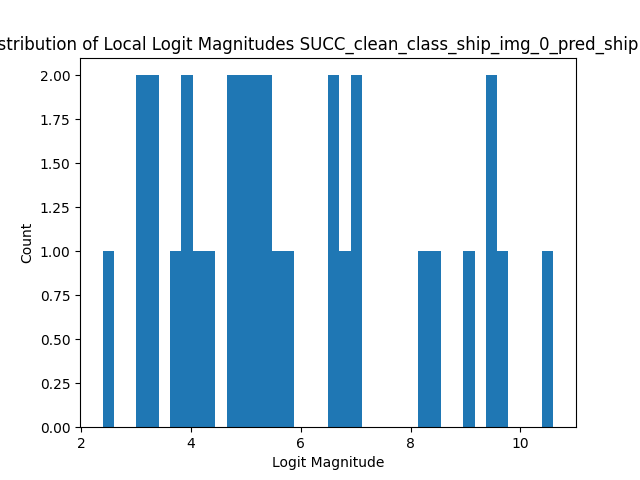 stribution of Local Logit Magnitudes SUCC_clean_class_ship_img_0_pred_ship
2.00
1.75
1.50
1.25
1.00
0.75
0.50
0.25
0.00
Count
2 4 6 8 10
Logit Magnitude